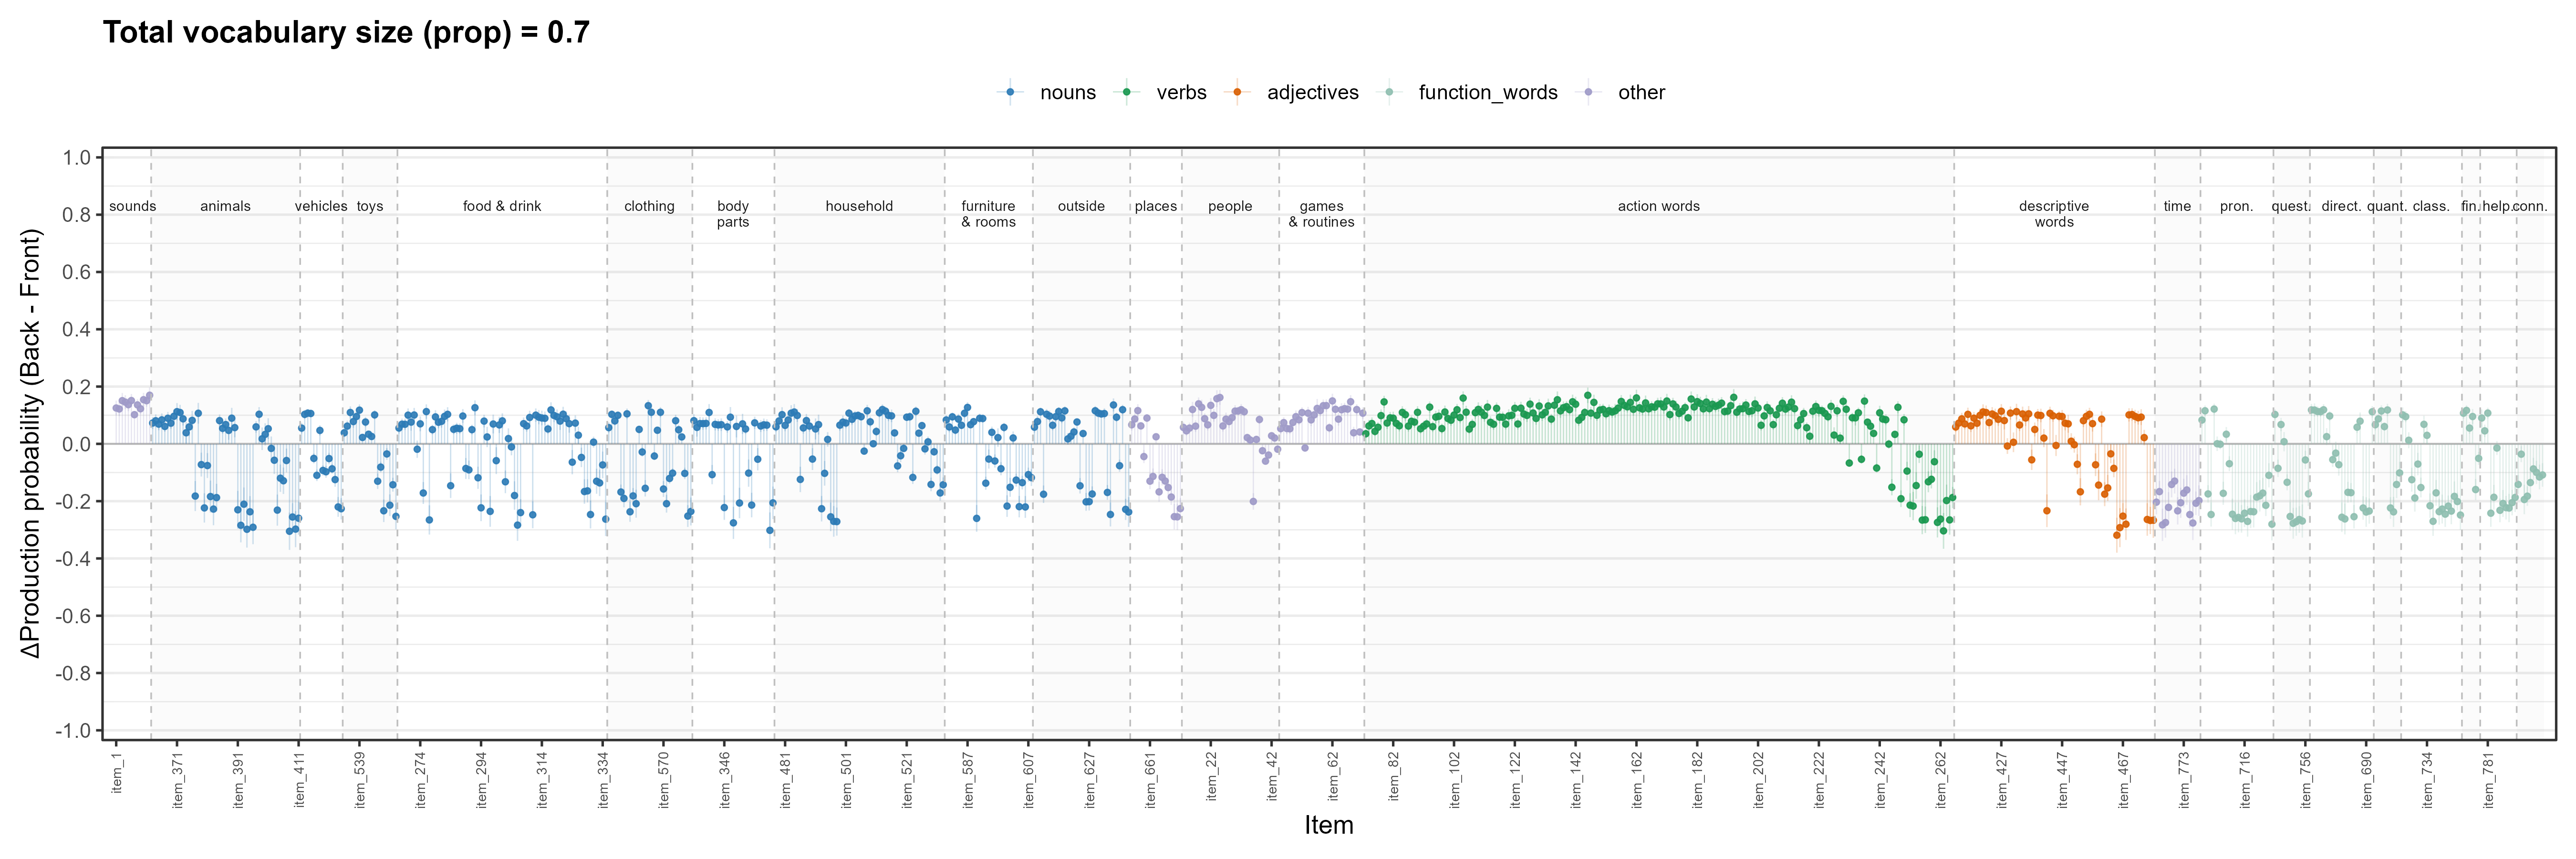 Total vocabulary size (prop) = 0.7
nouns verbs adjectives function_words other
ΔProduction probability (Back - Front)
1.0
0.8
0.6
0.4
0.2
0.0
-0.2
-0.4
-0.6
-0.8
-1.0
sounds animals vehicles toys food & drink clothing body parts household furniture & rooms outside places people games & routines action words descriptive words time pron. quest. direct. quant. class. fin. help. conn.
item_1 item_371 item_391 item_411 item_539 item_274 item_294 item_314 item_334 item_570 item_346 item_481 item_501 item_521 item_587 item_607 item_627 item_661 item_22 item_42 item_62 item_82 item_102 item_122 item_142 item_162 item_182 item_202 item_222 item_242 item_262 item_427 item_447 item_467 item_773 item_716 item_756 item_690 item_734 item_781
Item